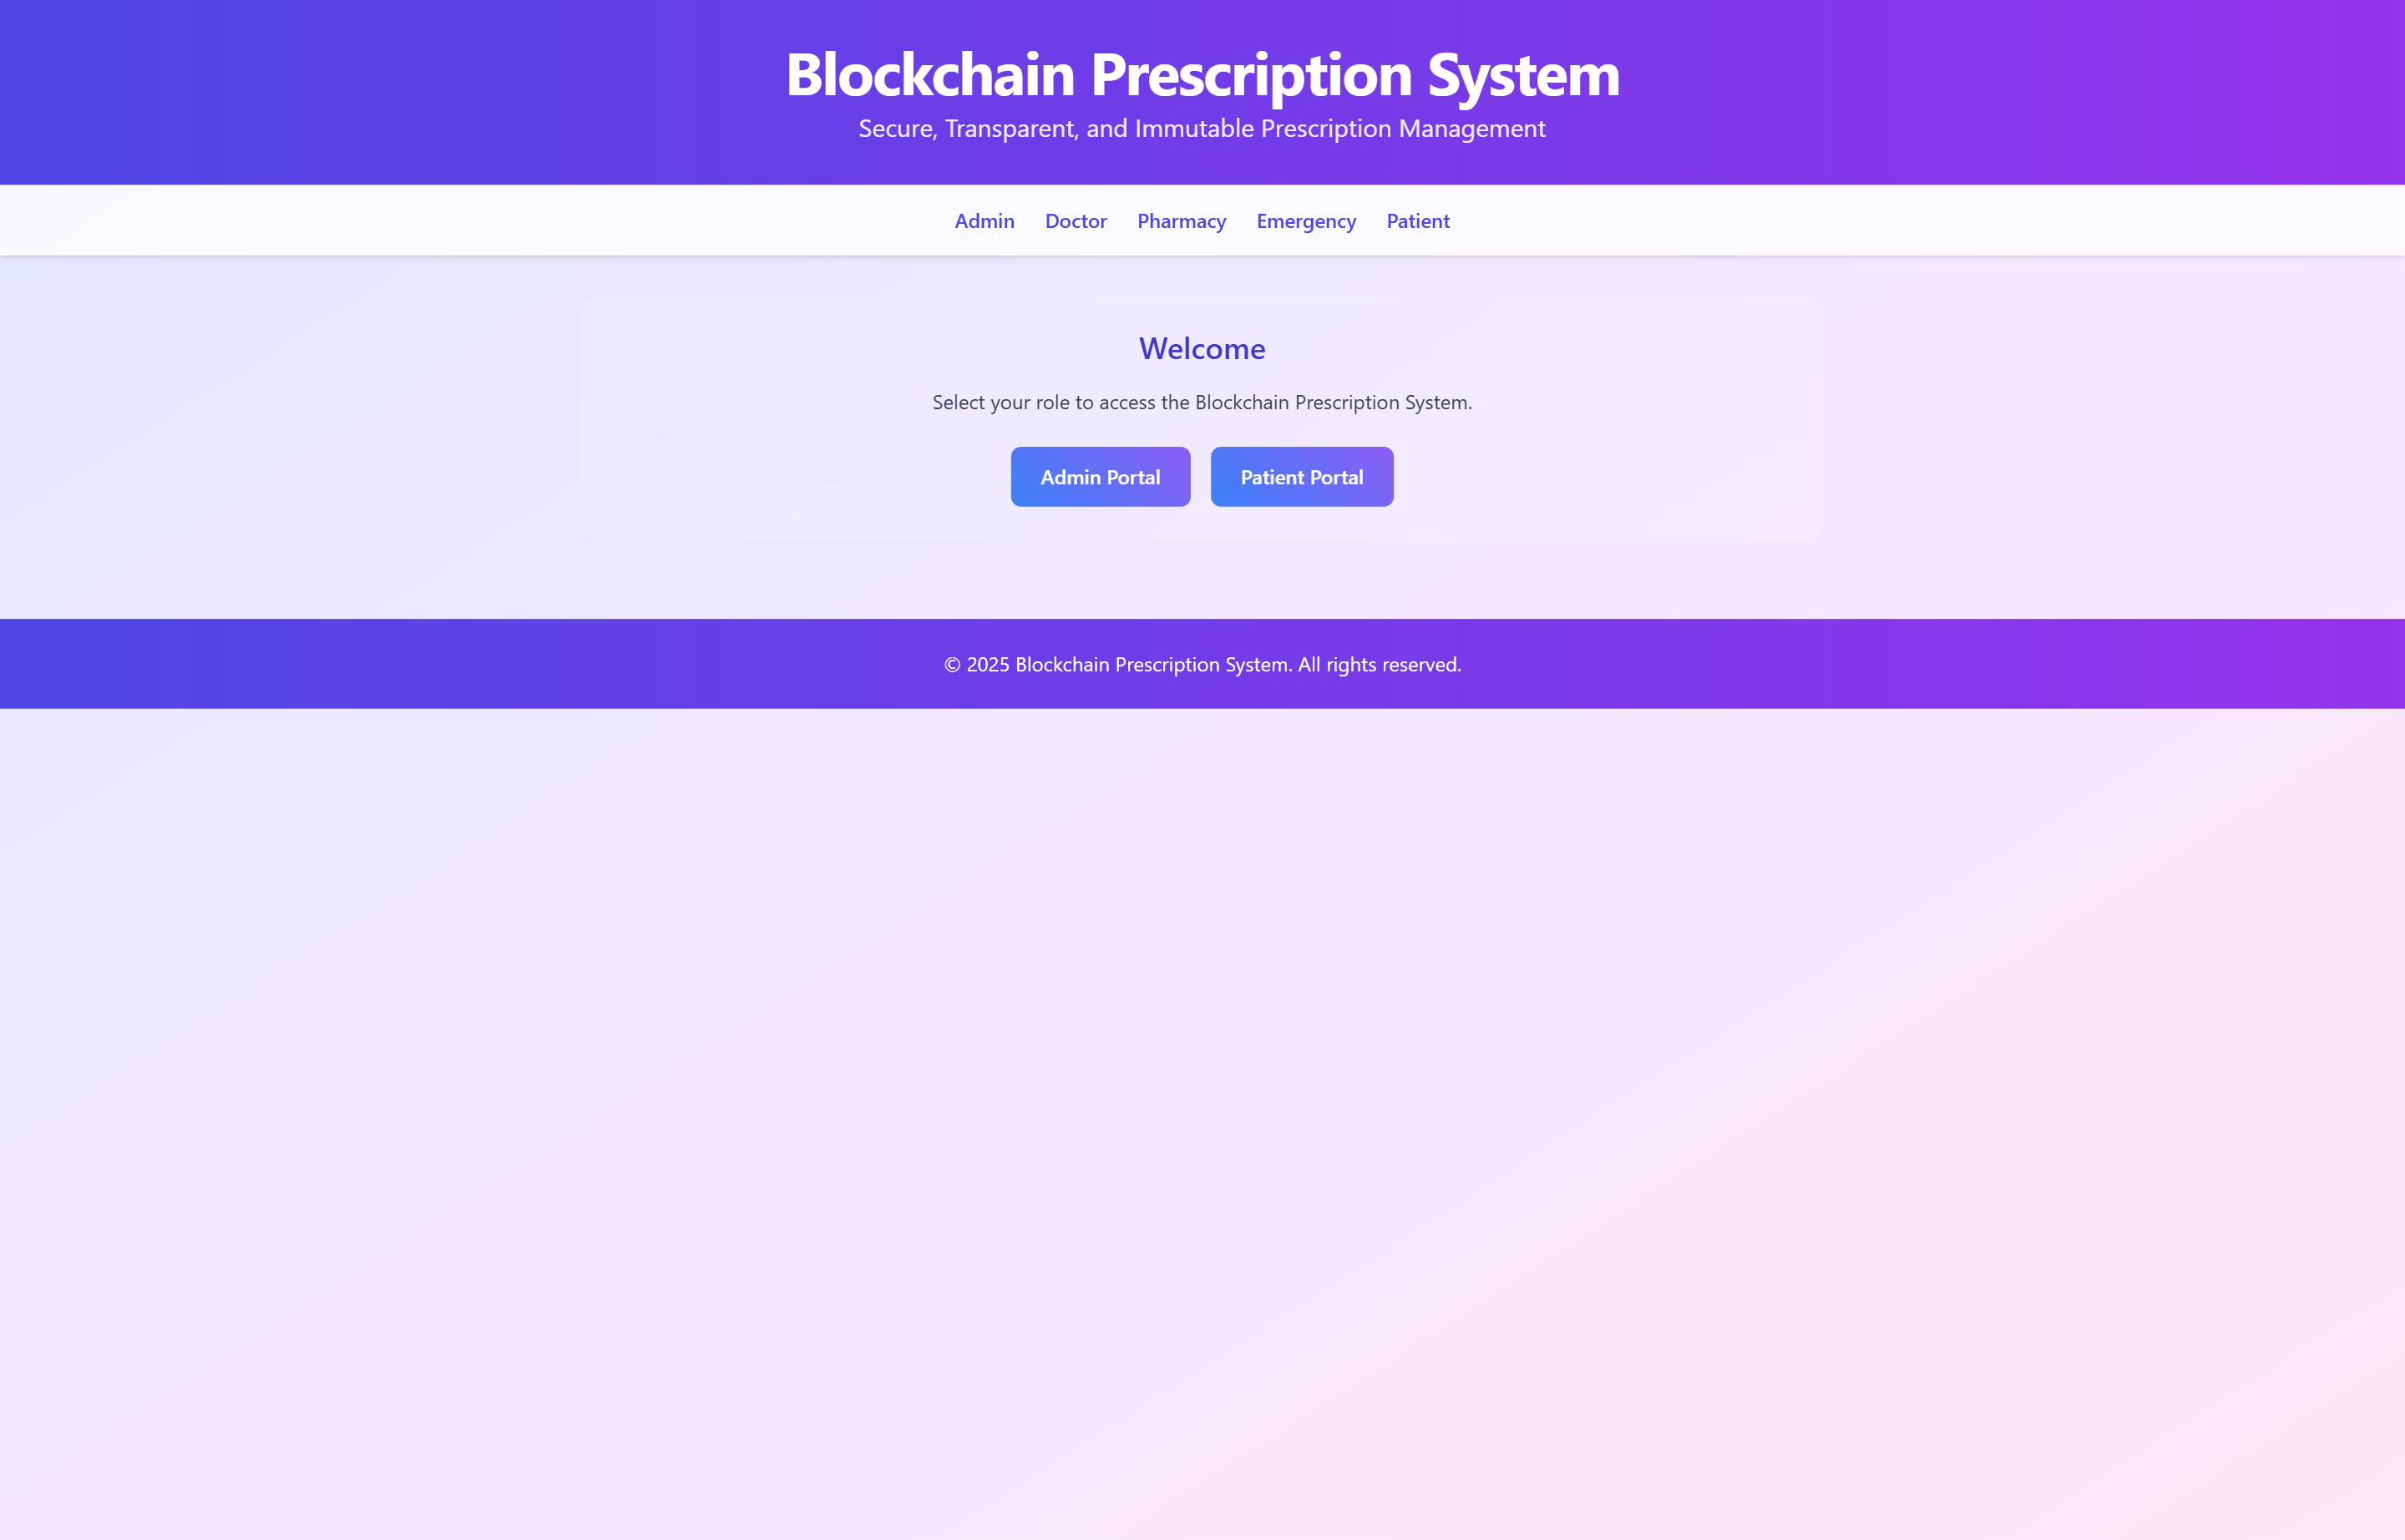 Blockchain Prescription System
Secure, Transparent, and Immutable Prescription Management
Admin Doctor Pharmacy Emergency Patient
Welcome
Select your role to access the Blockchain Prescription System.
Admin Portal Patient Portal
© 2025 Blockchain Prescription System. All rights reserved.